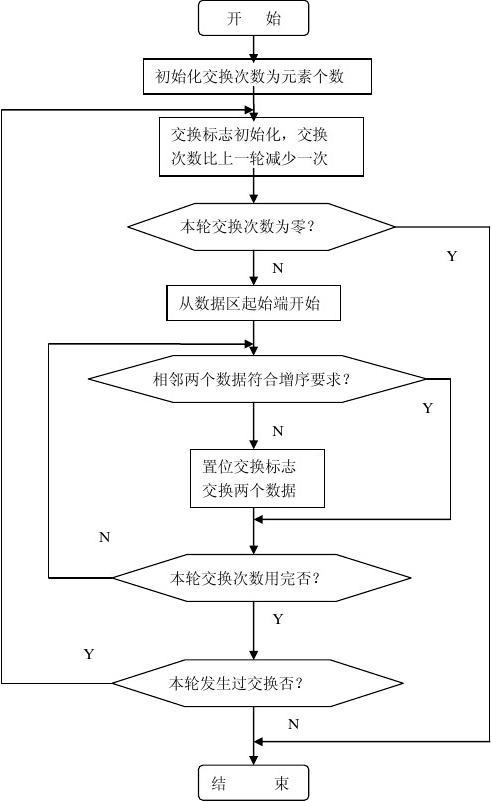 开 始
初始化交换次数为元素个数
交换标志初始化，交换
次数比上一轮减少一次
本轮交换次数为零？
Y
N
从数据区起始端开始
相邻两个数据符合增序要求？
Y
N
置位交换标志
交换两个数据
N
本轮交换次数用完否？
Y
Y
本轮发生过交换否？
N
结 束